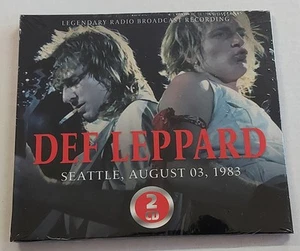 LEGENDARY RADIO BROADCAST RECORDING
DEF LEPPARD
SEATTLE, AUGUST 03, 1983
2
CD